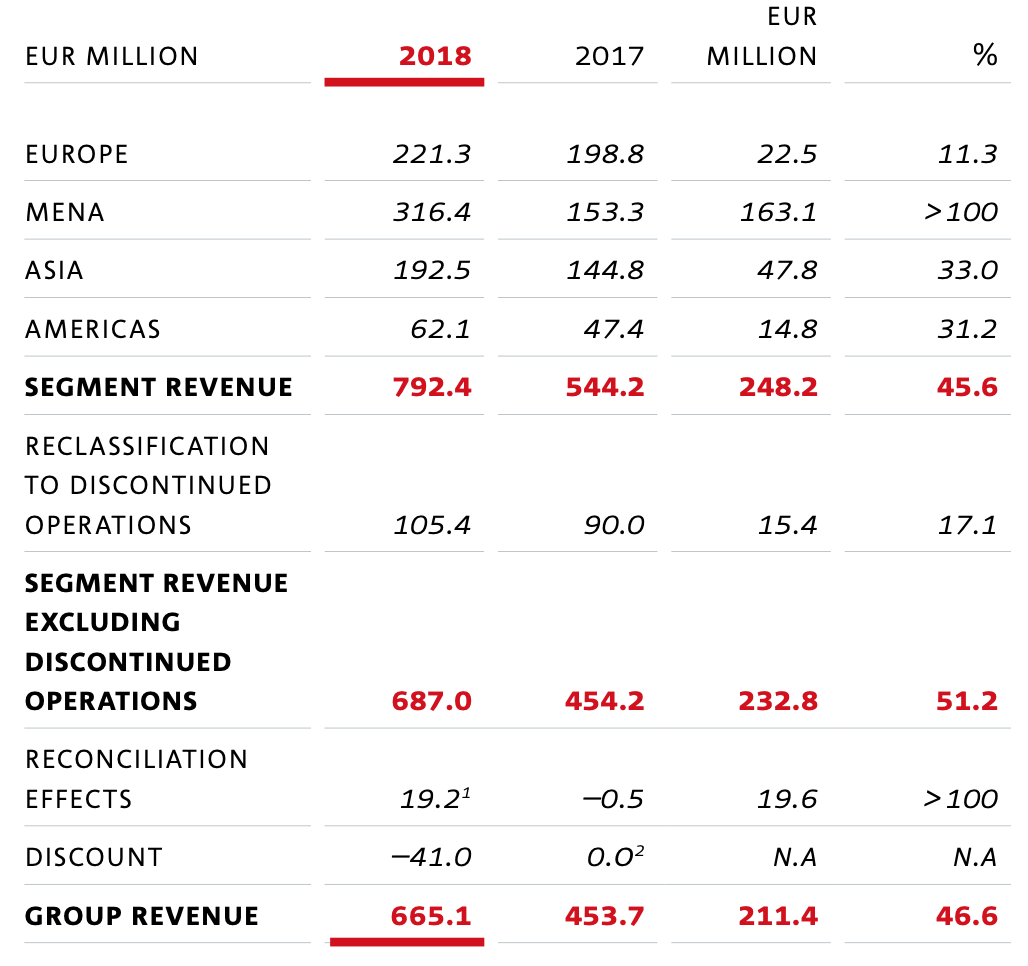 EUR
EUR MILLION 2018 2017 MILLION %
EUROPE 221.3 198.8 22.5 11.3
MENA 316.4 153.3 163.1 >100
ASIA 192.5 144.8 47.8 33.0
AMERICAS 62.1 47.4 14.8 31.2
SEGMENT REVENUE 792.4 544.2 248.2 45.6
RECLASSIFICATION
TO DISCONTINUED
OPERATIONS 105.4 90.0 15.4 17.1
SEGMENT REVENUE
EXCLUDING
DISCONTINUED
OPERATIONS 687.0 454.2 232.8 51.2
RECONCILIATION
EFFECTS 19.2¹ –0.5 19.6 >100
DISCOUNT –41.0 0.0² N.A N.A
GROUP REVENUE 665.1 453.7 211.4 46.6